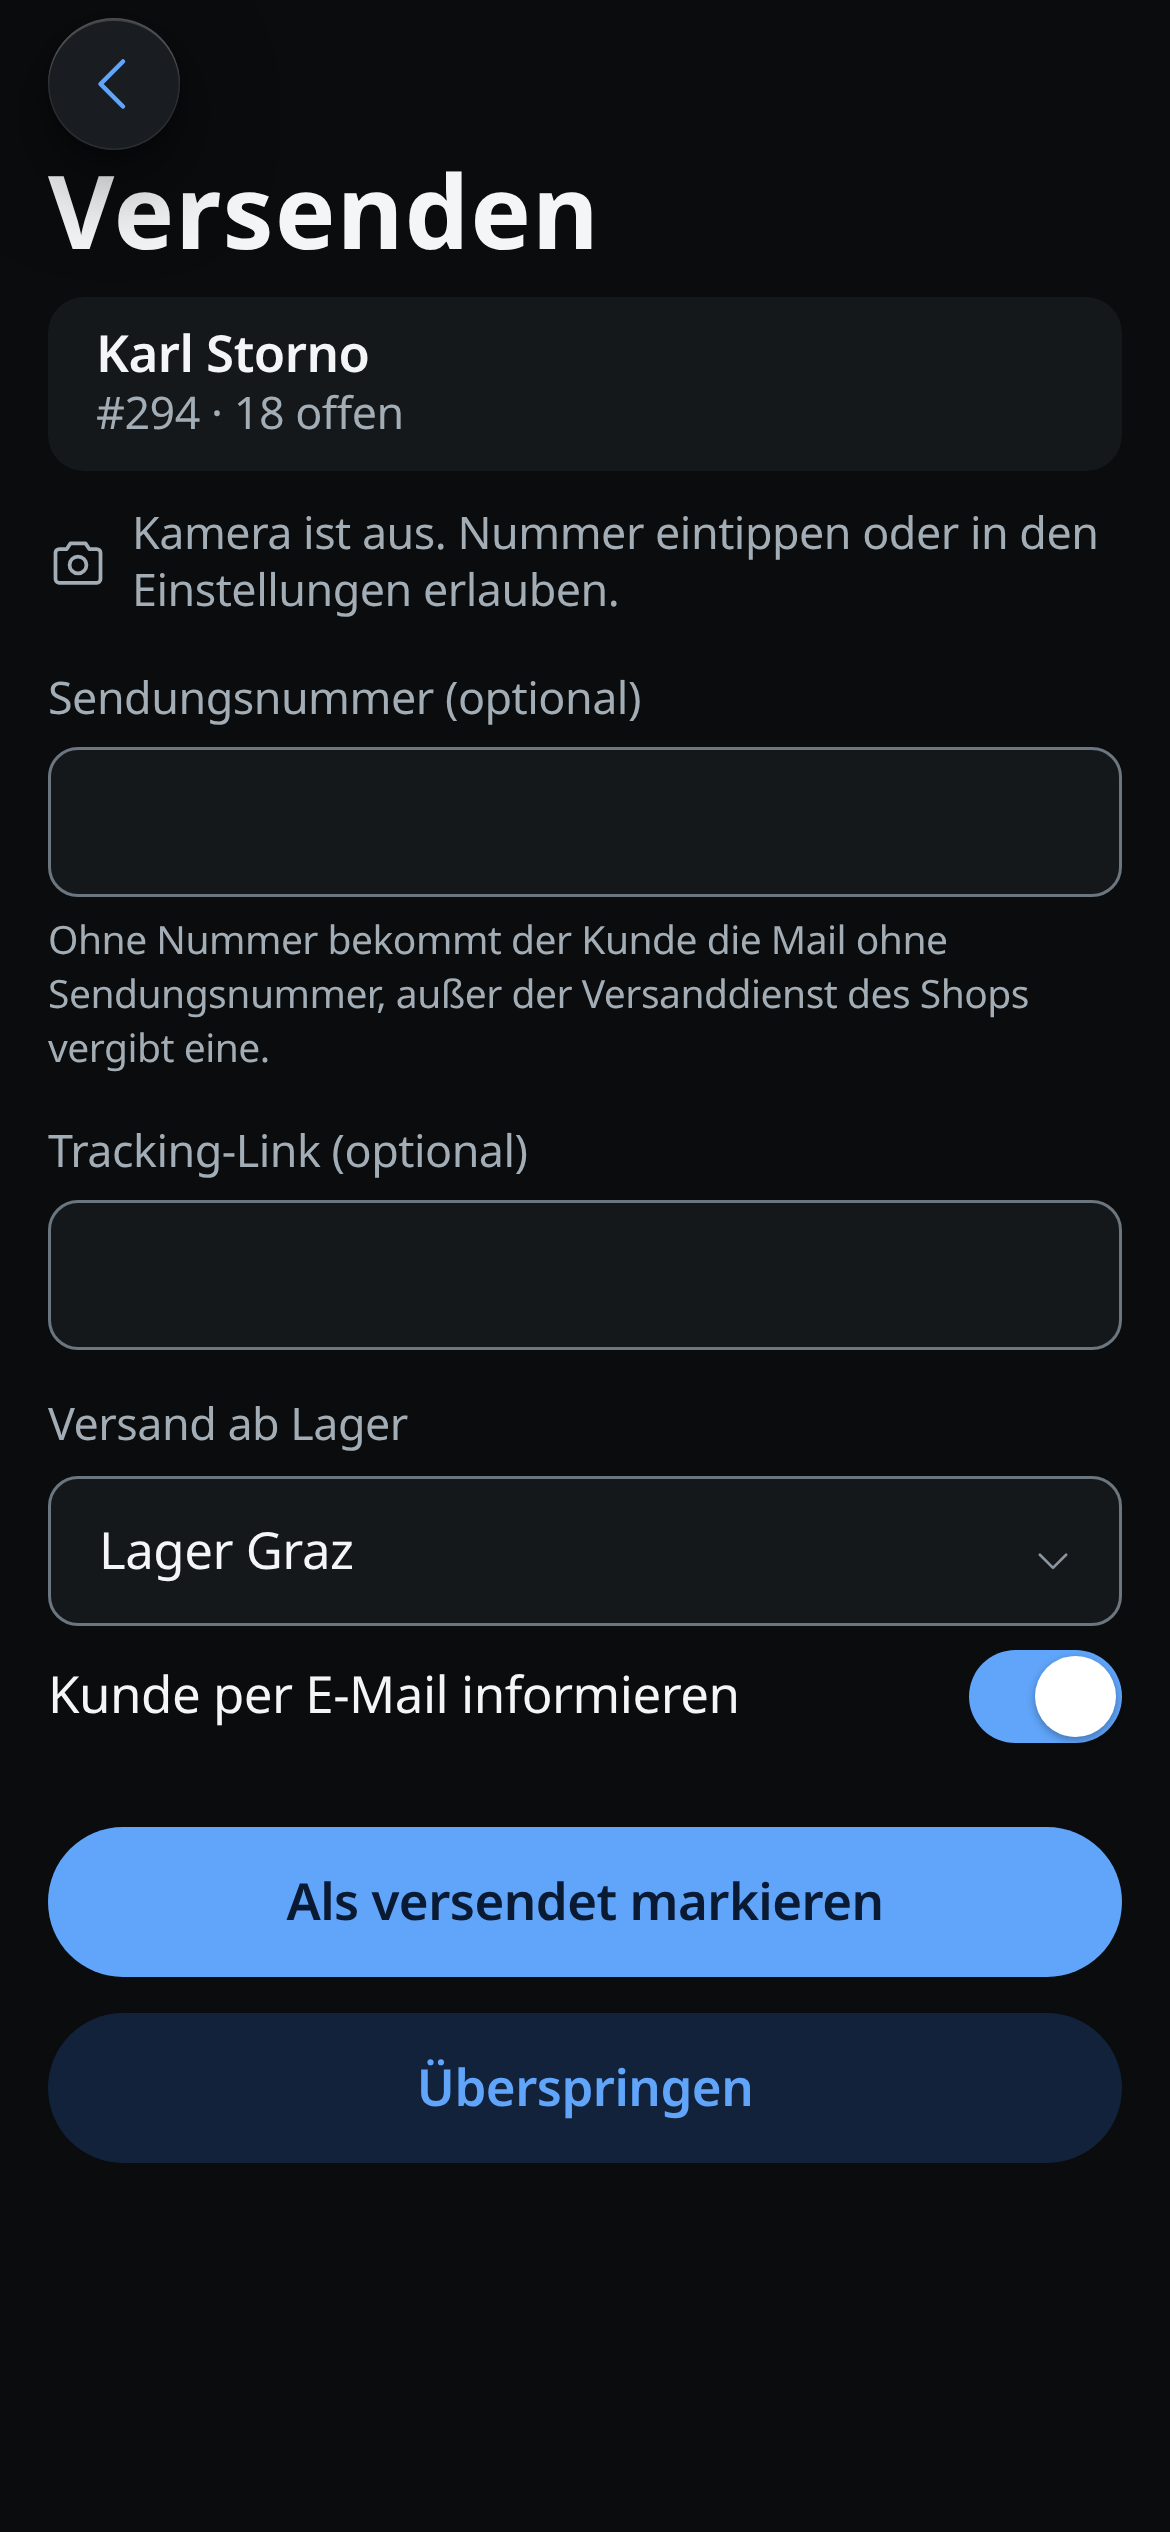 Versenden
Karl Storno
#294 · 18 offen
Kamera ist aus. Nummer eintippen oder in den
Einstellungen erlauben.
Sendungsnummer (optional)
Ohne Nummer bekommt der Kunde die Mail ohne
Sendungsnummer, außer der Versanddienst des Shops
vergibt eine.
Tracking-Link (optional)
Versand ab Lager
Lager Graz
Kunde per E-Mail informieren
Als versendet markieren
Überspringen